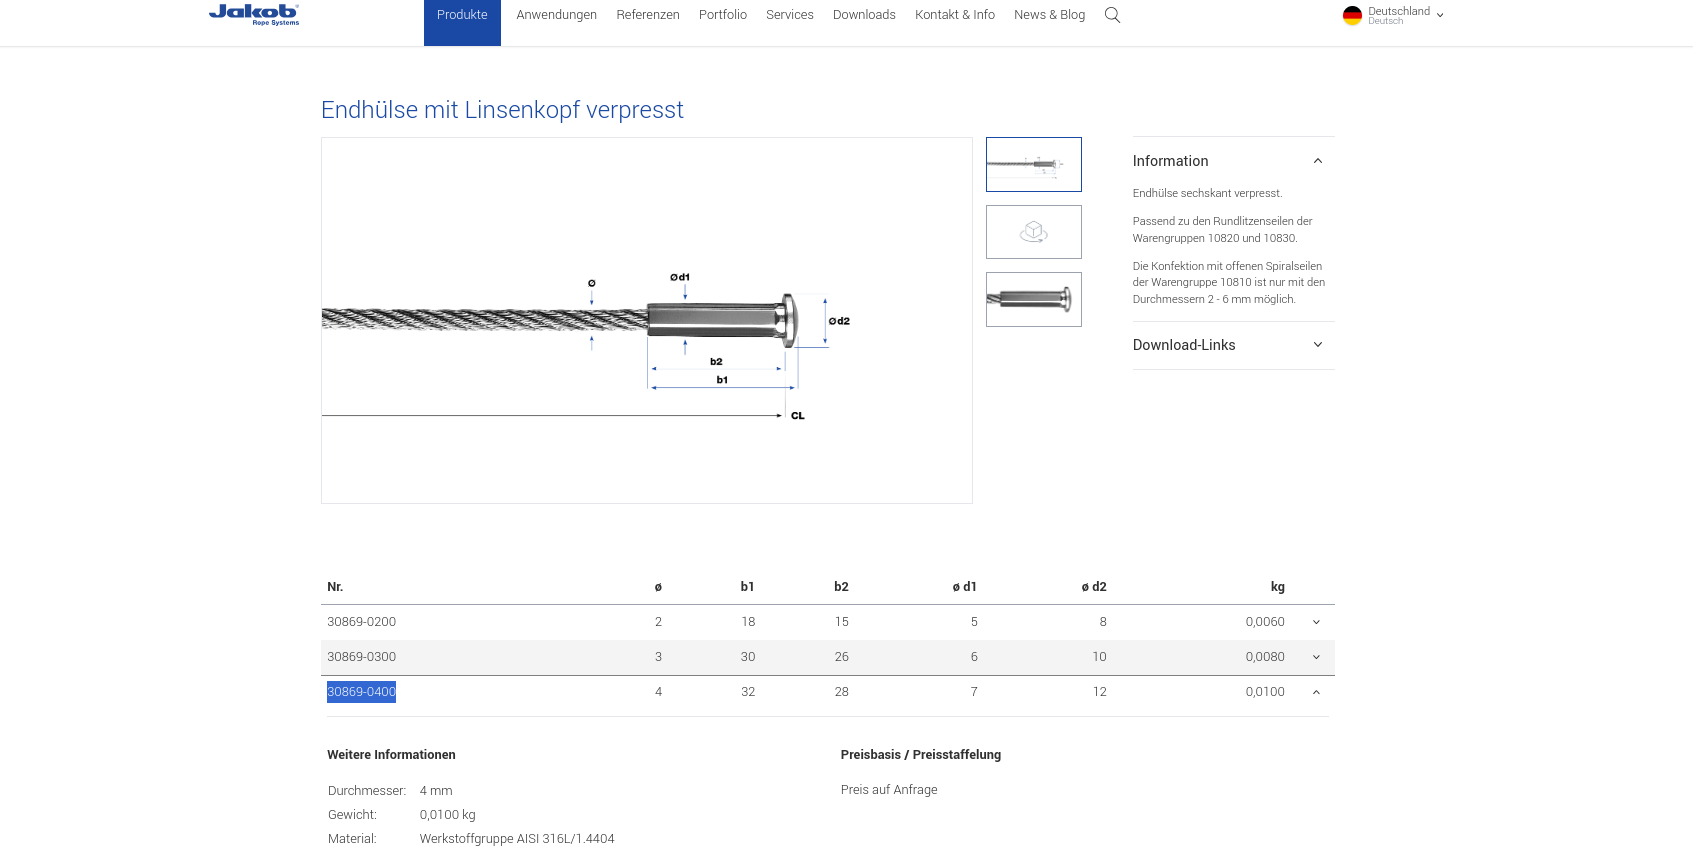 Jakob®
Rope Systems
Produkte Anwendungen Referenzen Portfolio Services Downloads Kontakt & Info News & Blog
Deutschland
Deutsch
Endhülse mit Linsenkopf verpresst
Ø
Ød1
Ød2
b2
b1
CL
Information
Endhülse sechskant verpresst.
Passend zu den Rundlitzenseilen der
Warengruppen 10820 und 10830.
Die Konfektion mit offenen Spiralseilen
der Warengruppe 10810 ist nur mit den
Durchmessern 2 - 6 mm möglich.
Download-Links
Nr. ø b1 b2 ø d1 ø d2 kg
30869-0200 2 18 15 5 8 0,0060
30869-0300 3 30 26 6 10 0,0080
30869-0400 4 32 28 7 12 0,0100
Weitere Informationen
Durchmesser: 4 mm
Gewicht: 0,0100 kg
Material: Werkstoffgruppe AISI 316L/1.4404
Preisbasis / Preisstaffelung
Preis auf Anfrage